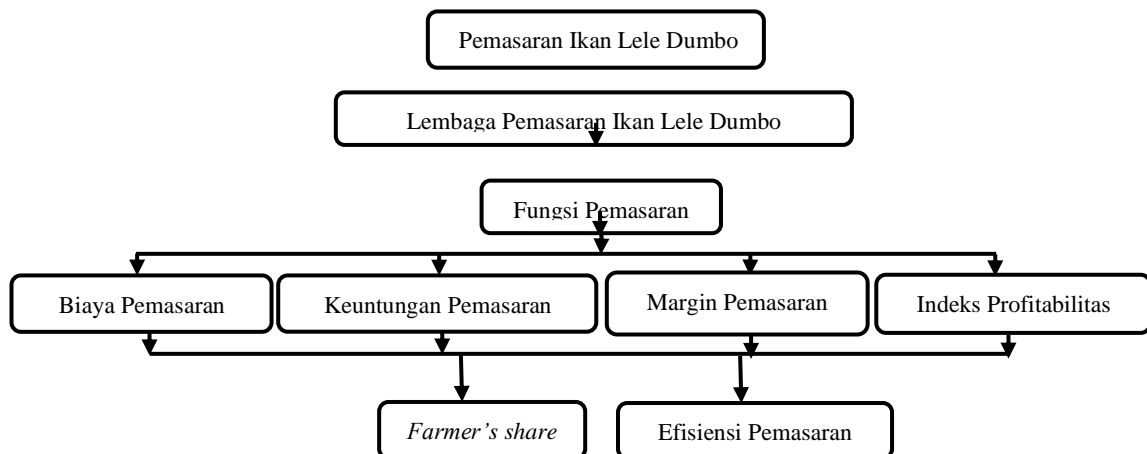 Pemasaran Ikan Lele Dumbo
Lembaga Pemasaran Ikan Lele Dumbo
Fungsi Pemasaran
Biaya Pemasaran
Keuntungan Pemasaran
Margin Pemasaran
Indeks Profitabilitas
Farmer’s share
Efisiensi Pemasaran